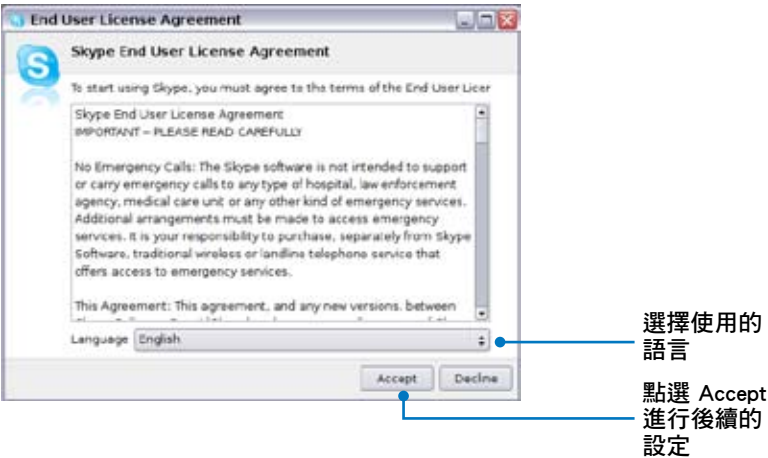 End User License Agreement
Skype End User License Agreement
To start using Skype, you must agree to the terms of the End User Licer
Skype End User License Agreement
IMPORTANT – PLEASE READ CAREFULLY
No Emergency Calls: The Skype software is not intended to support
or carry emergency calls to any type of hospital, law enforcement
agency, medical care unit or any other kind of emergency services.
Additional arrangements must be made to access emergency
services. It is your responsibility to purchase, separately from Skype
Software, traditional wireless or landline telephone service that
offers access to emergency services.
This Agreement: This agreement, and any new versions, between
Language English
Accept Decline
選擇使用的
語言
點選 Accept
進行後續的
設定